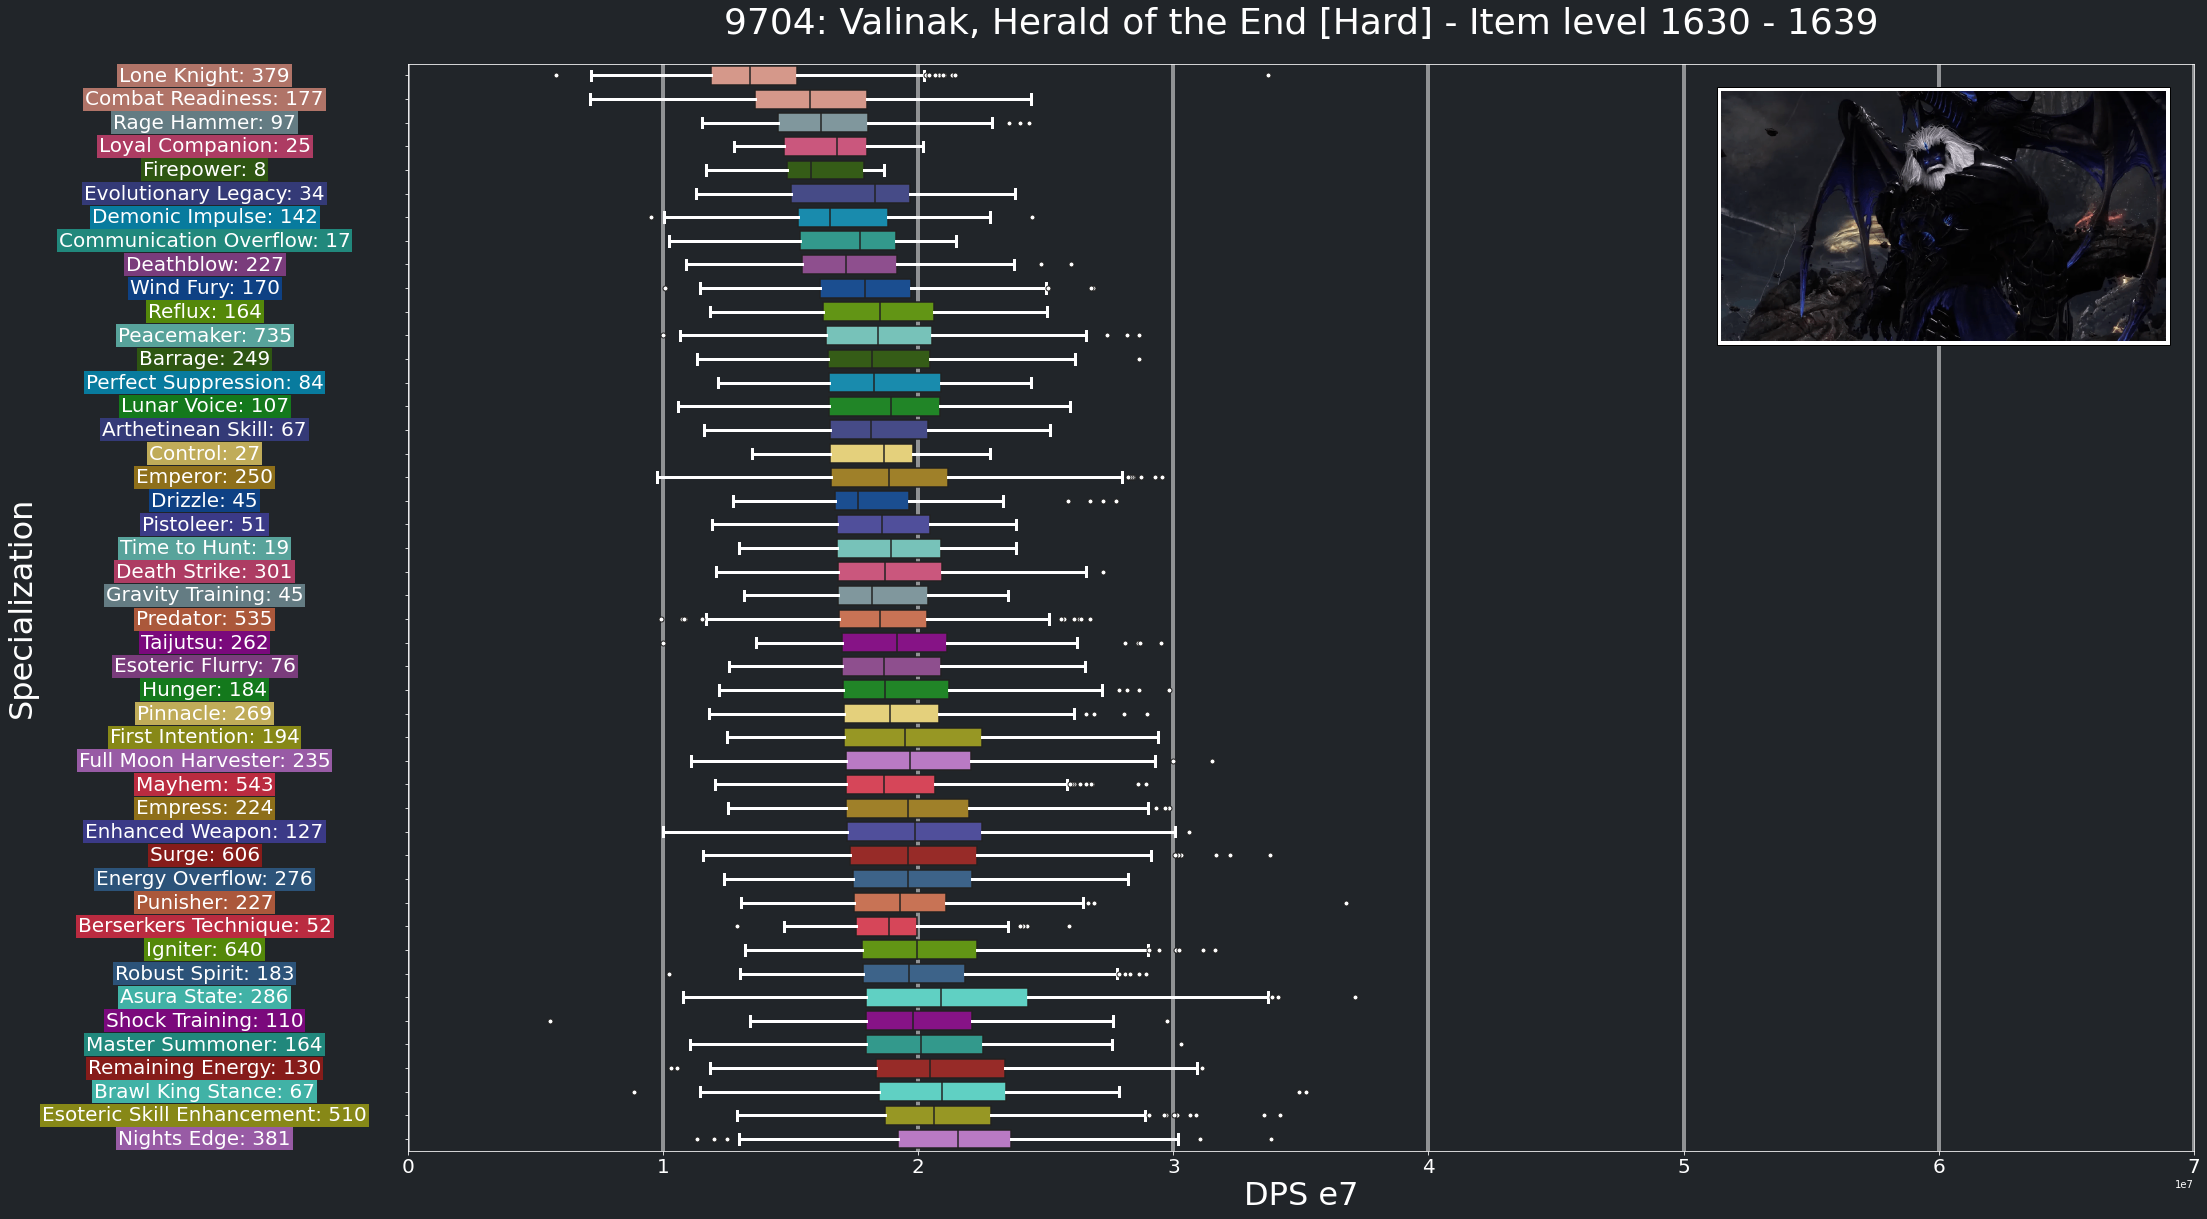 9704: Valinak, Herald of the End [Hard] - Item level 1630 - 1639
Specialization
Lone Knight: 379
Combat Readiness: 177
Rage Hammer: 97
Loyal Companion: 25
Firepower: 8
Evolutionary Legacy: 34
Demonic Impulse: 142
Communication Overflow: 17
Deathblow: 227
Wind Fury: 170
Reflux: 164
Peacemaker: 735
Barrage: 249
Perfect Suppression: 84
Lunar Voice: 107
Arthetinean Skill: 67
Control: 27
Emperor: 250
Drizzle: 45
Pistoleer: 51
Time to Hunt: 19
Death Strike: 301
Gravity Training: 45
Predator: 535
Taijutsu: 262
Esoteric Flurry: 76
Hunger: 184
Pinnacle: 269
First Intention: 194
Full Moon Harvester: 235
Mayhem: 543
Empress: 224
Enhanced Weapon: 127
Surge: 606
Energy Overflow: 276
Punisher: 227
Berserkers Technique: 52
Igniter: 640
Robust Spirit: 183
Asura State: 286
Shock Training: 110
Master Summoner: 164
Remaining Energy: 130
Brawl King Stance: 67
Esoteric Skill Enhancement: 510
Nights Edge: 381
0 1 2 3 4 5 6 7
1e7
DPS e7